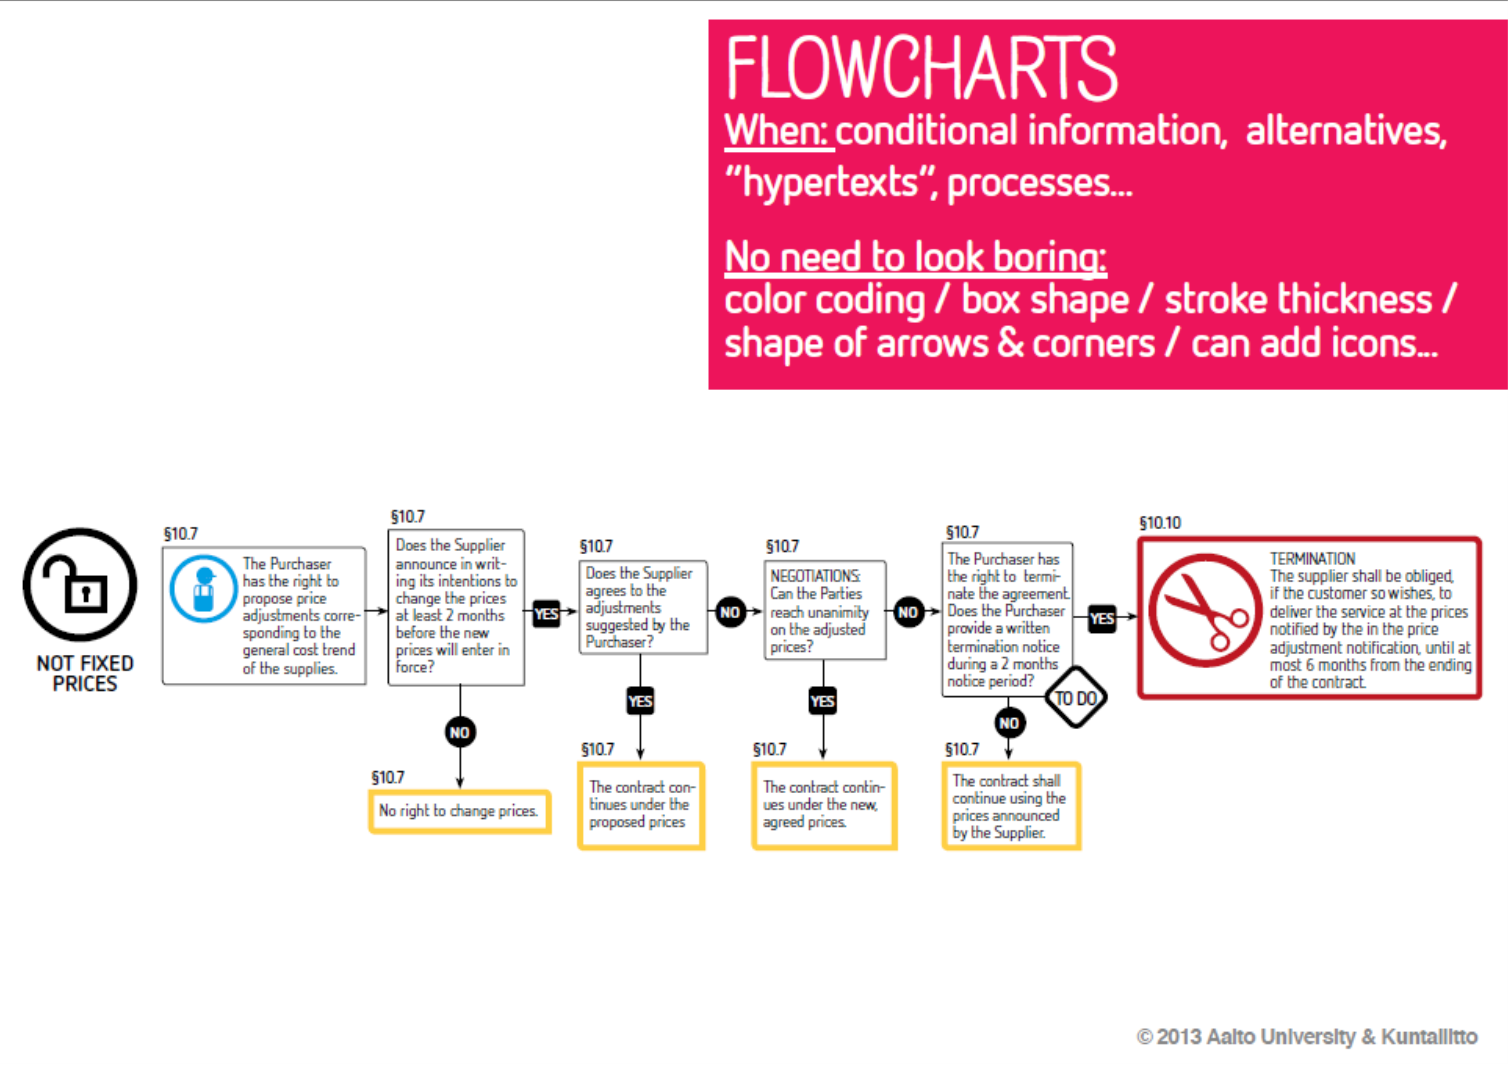 FLOWCHARTS
When: conditional information, alternatives,
"hypertexts", processes...
No need to look boring:
color coding / box shape / stroke thickness /
shape of arrows & corners / can add icons...
NOT FIXED
PRICES
§10.7
The Purchaser
has the right to
propose price
adjustments corre-
sponding to the
general cost trend
of the supplies.
§10.7
Does the Supplier
announce in writ-
ing its intentions to
change the prices
at least 2 months
before the new
prices will enter in
force?
NO
§10.7
No right to change prices.
YES
§10.7
Does the Supplier
agrees to the
adjustments
suggested by the
Purchaser?
YES
§10.7
The contract con-
tinues under the
proposed prices
NO
§10.7
NEGOTIATIONS:
Can the Parties
reach unanimity
on the adjusted
prices?
YES
§10.7
The contract contin-
ues under the new,
agreed prices.
NO
§10.7
The Purchaser has
the right to termi-
nate the agreement.
Does the Purchaser
provide a written
termination notice
during a 2 months
notice period?
TO DO
NO
§10.7
The contract shall
continue using the
prices announced
by the Supplier.
YES
§10.10
TERMINATION
The supplier shall be obliged,
if the customer so wishes, to
deliver the service at the prices
notified by the in the price
adjustment notification, until at
most 6 months from the ending
of the contract.
© 2013 Aalto University & Kuntaliitto